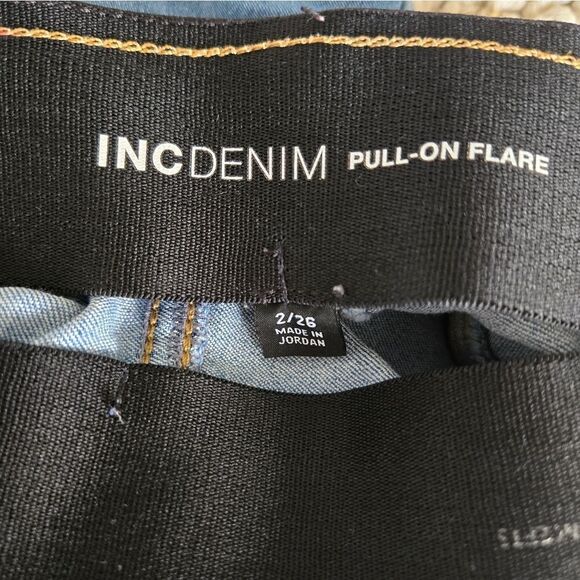 INCDENIM PULL-ON FLARE
2/26
MADE IN
JORDAN